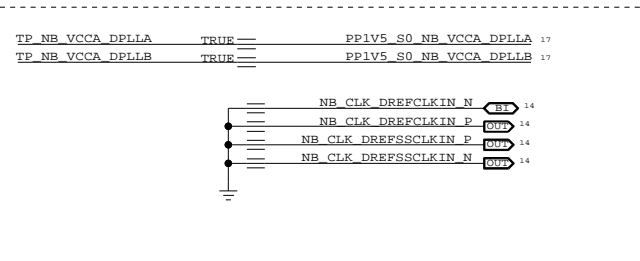 TP_NB_VCCA_DPLLA TRUE PP1V5_S0_NB_VCCA_DPLLA 17
TP_NB_VCCA_DPLLB TRUE PP1V5_S0_NB_VCCA_DPLLB 17
NB_CLK_DREFCLKIN_N BI 14
NB_CLK_DREFCLKIN_P OUT 14
NB_CLK_DREFSSCLKIN_P OUT 14
NB_CLK_DREFSSCLKIN_N OUT 14